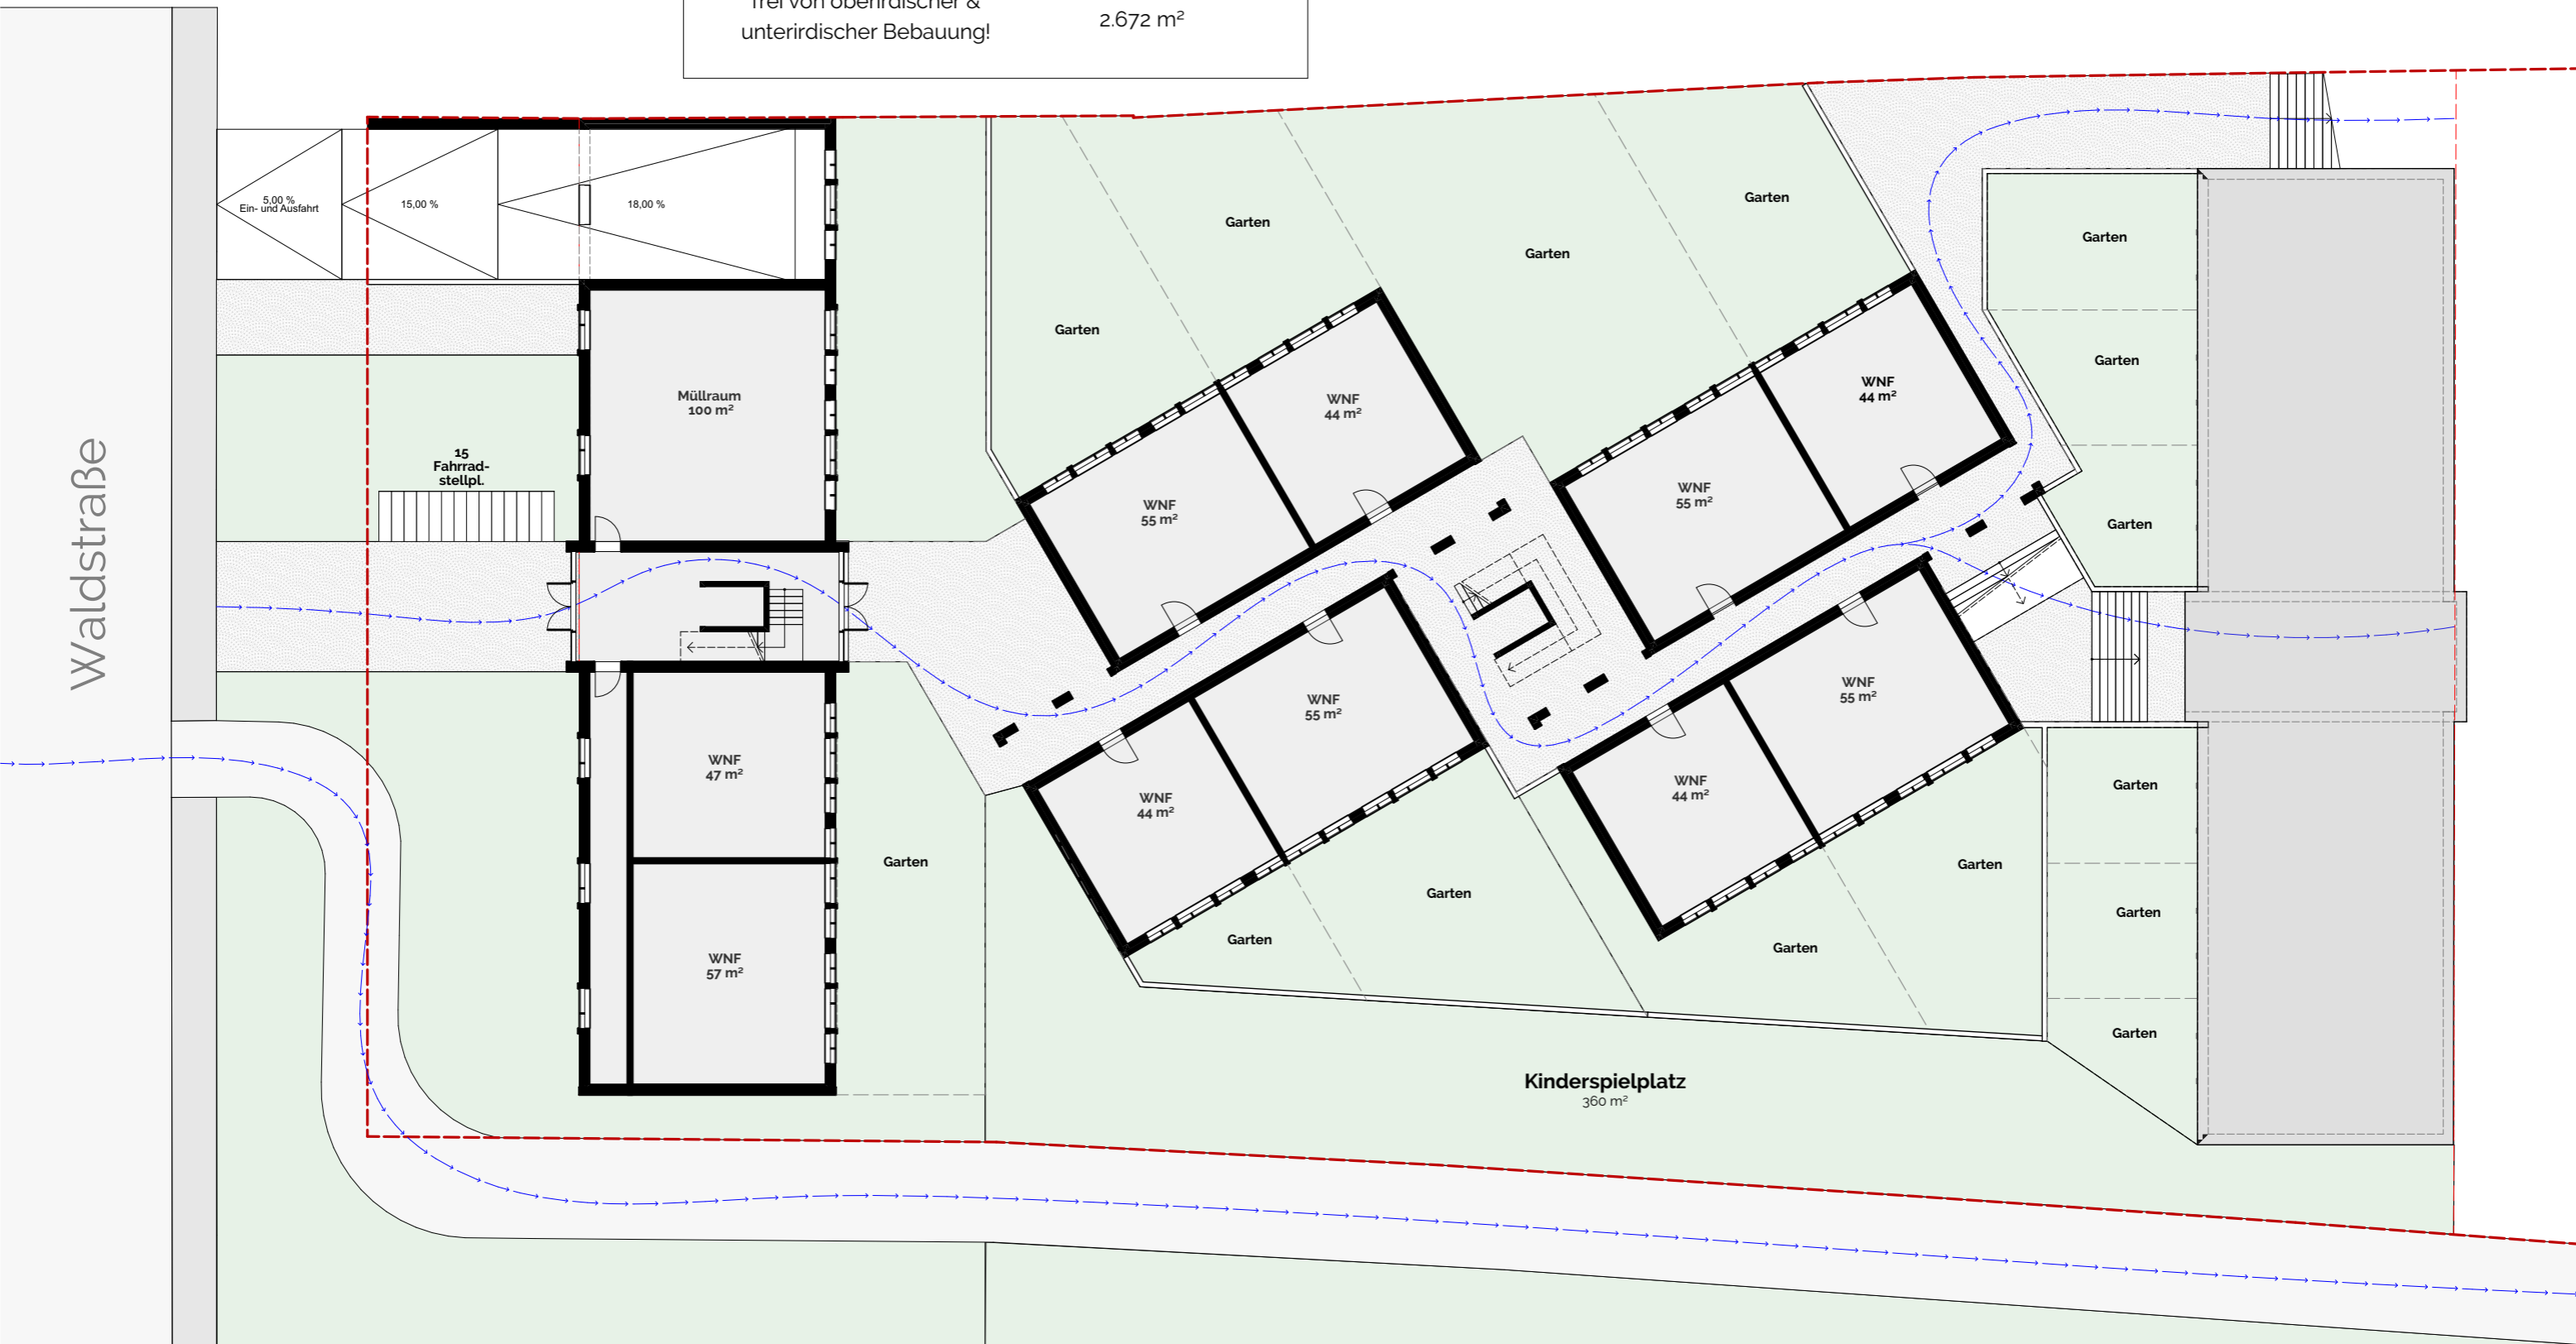 unterirdischer Bebauung!
2.672 m²
5,00 %
Ein- und Ausfahrt
15,00 %
18,00 %
Waldstraße
15
Fahrrad-
stellpl.
Müllraum
100 m²
WNF
47 m²
WNF
57 m²
Garten
Garten
Garten
Garten
Garten
WNF
55 m²
WNF
44 m²
WNF
55 m²
WNF
44 m²
WNF
44 m²
WNF
55 m²
WNF
44 m²
WNF
55 m²
Garten
Garten
Garten
Garten
Garten
Garten
Garten
Garten
Garten
Garten
Kinderspielplatz
360 m²